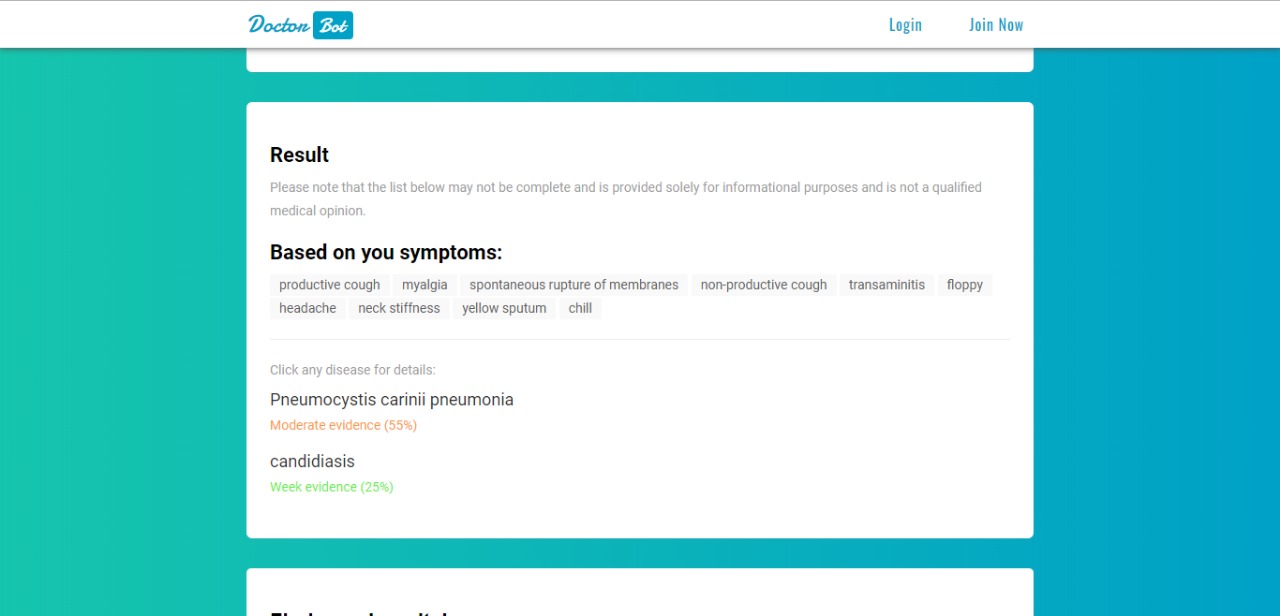 Doctor Bot
Login
Join Now
Result
Please note that the list below may not be complete and is provided solely for informational purposes and is not a qualified
medical opinion.
Based on you symptoms:
productive cough myalgia spontaneous rupture of membranes non-productive cough transaminitis floppy
headache neck stiffness yellow sputum chill
Click any disease for details:
Pneumocystis carinii pneumonia
Moderate evidence (55%)
candidiasis
Week evidence (25%)